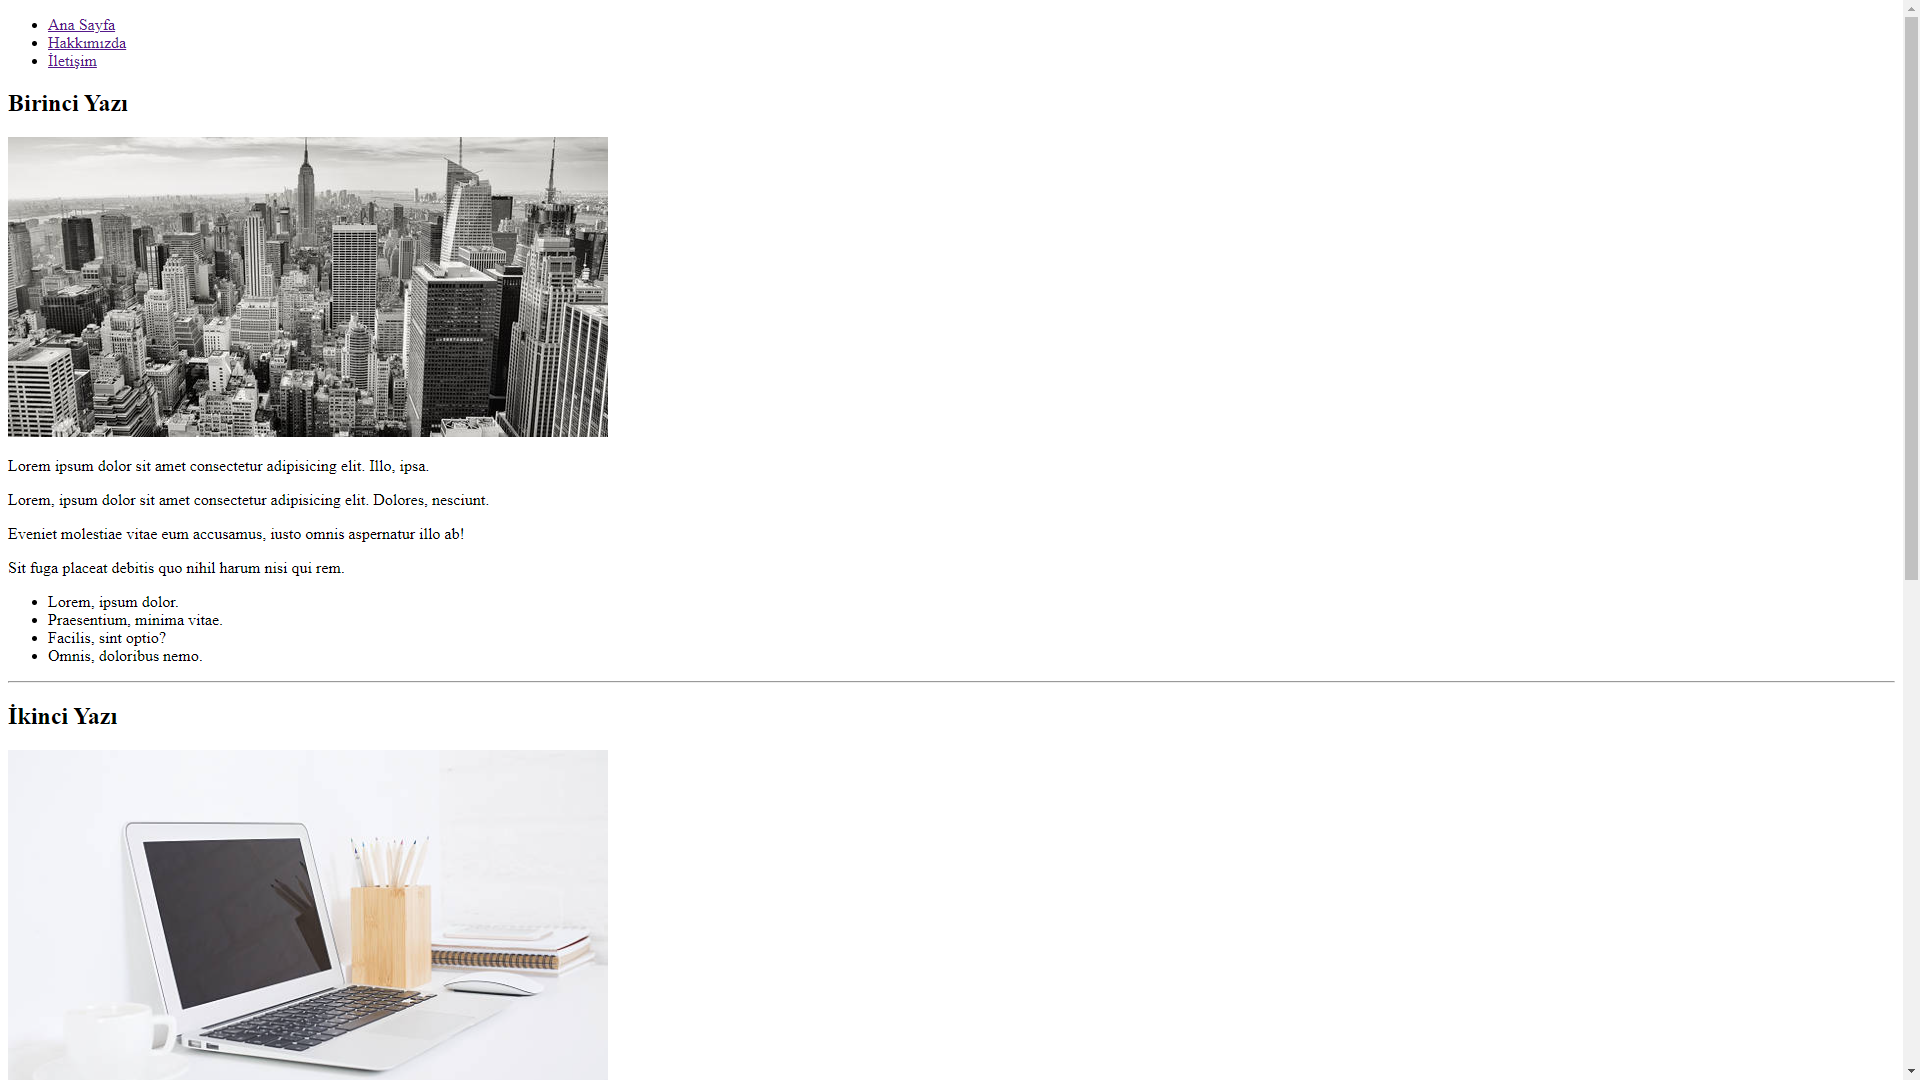 Ana Sayfa
Hakkımızda
İletişim
Birinci Yazı
Lorem ipsum dolor sit amet consectetur adipisicing elit. Illo, ipsa.
Lorem, ipsum dolor sit amet consectetur adipisicing elit. Dolores, nesciunt.
Eveniet molestiae vitae eum accusamus, iusto omnis aspernatur illo ab!
Sit fuga placeat debitis quo nihil harum nisi qui rem.
Lorem, ipsum dolor.
Praesentium, minima vitae.
Facilis, sint optio?
Omnis, doloribus nemo.
İkinci Yazı